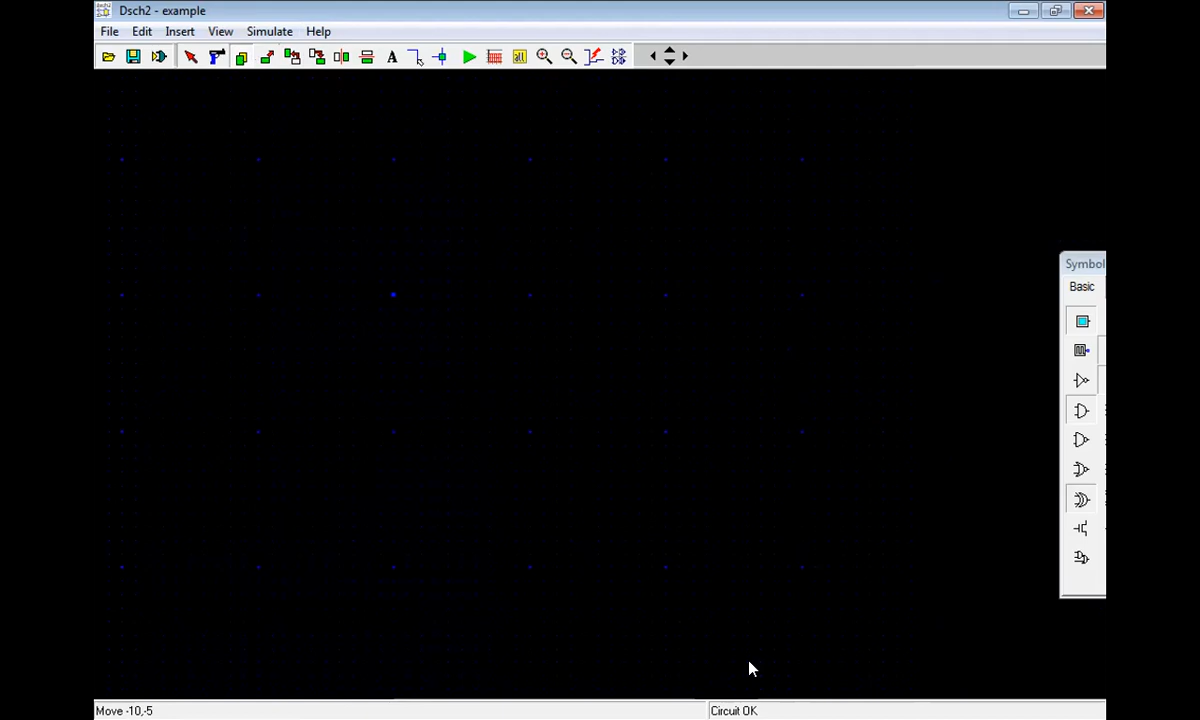 Dsch2 - example
File Edit Insert View Simulate Help
A
Symbol
Basic
Move -10,-5
Circuit OK